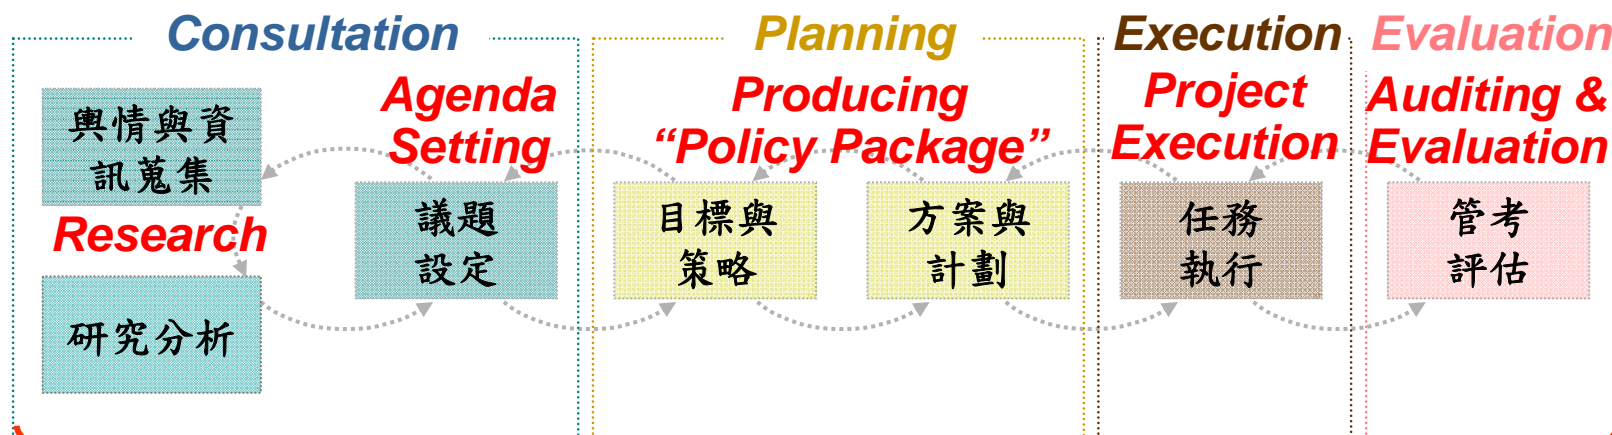 Consultation
Planning
Execution
Evaluation
輿情與資
訊蒐集
Research
研究分析
Agenda
Setting
議題
設定
Producing
“Policy Package”
目標與
策略
方案與
計劃
Project
Execution
任務
執行
Auditing &
Evaluation
管考
評估